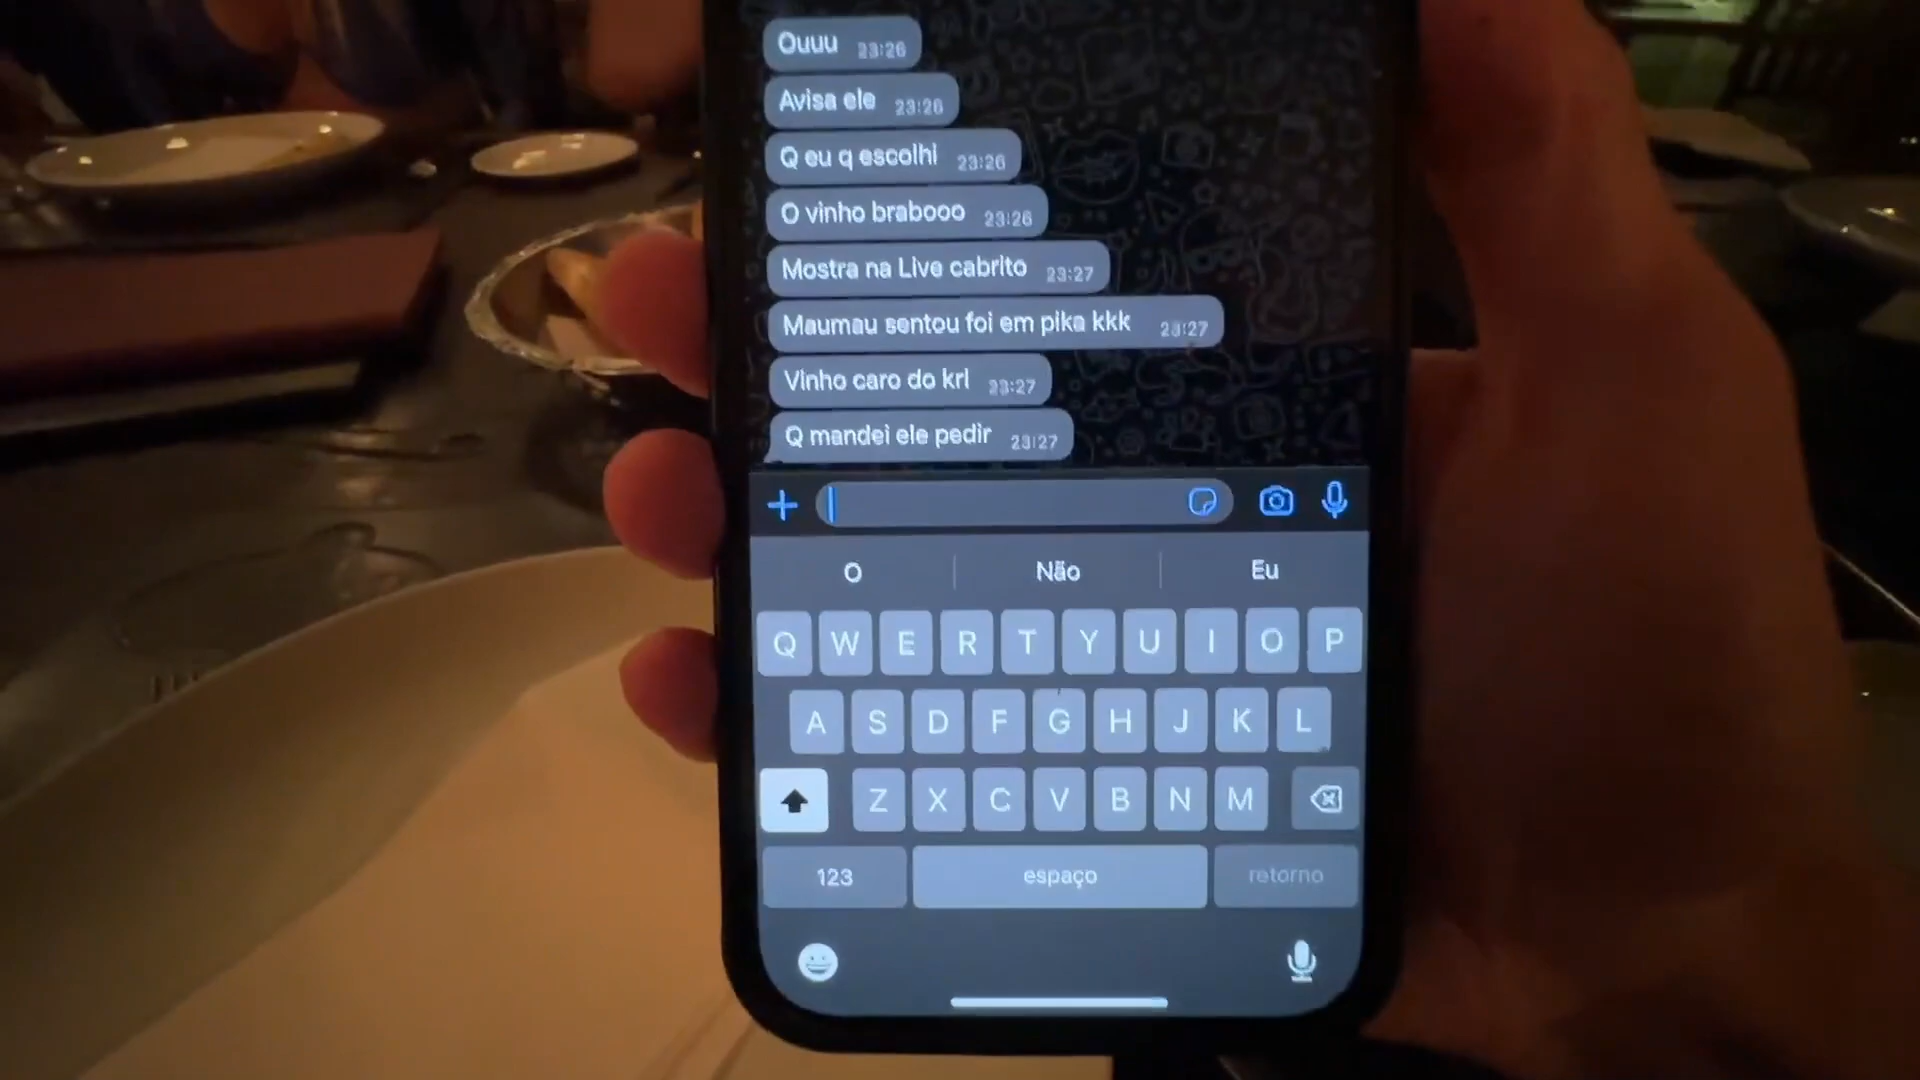 Ouuu 23:26
Avisa ele 23:26
Q eu q escolhi 23:26
O vinho brabooo 23:26
Mostra na Live cabrito 23:27
Maumau sentou foi em pika kkk 23:27
Vinho caro do krl 23:27
Q mandei ele pedir 23:27
O Não Eu
Q W E R T Y U I O P
A S D F G H J K L
Z X C V B N M
123 espaço retorno